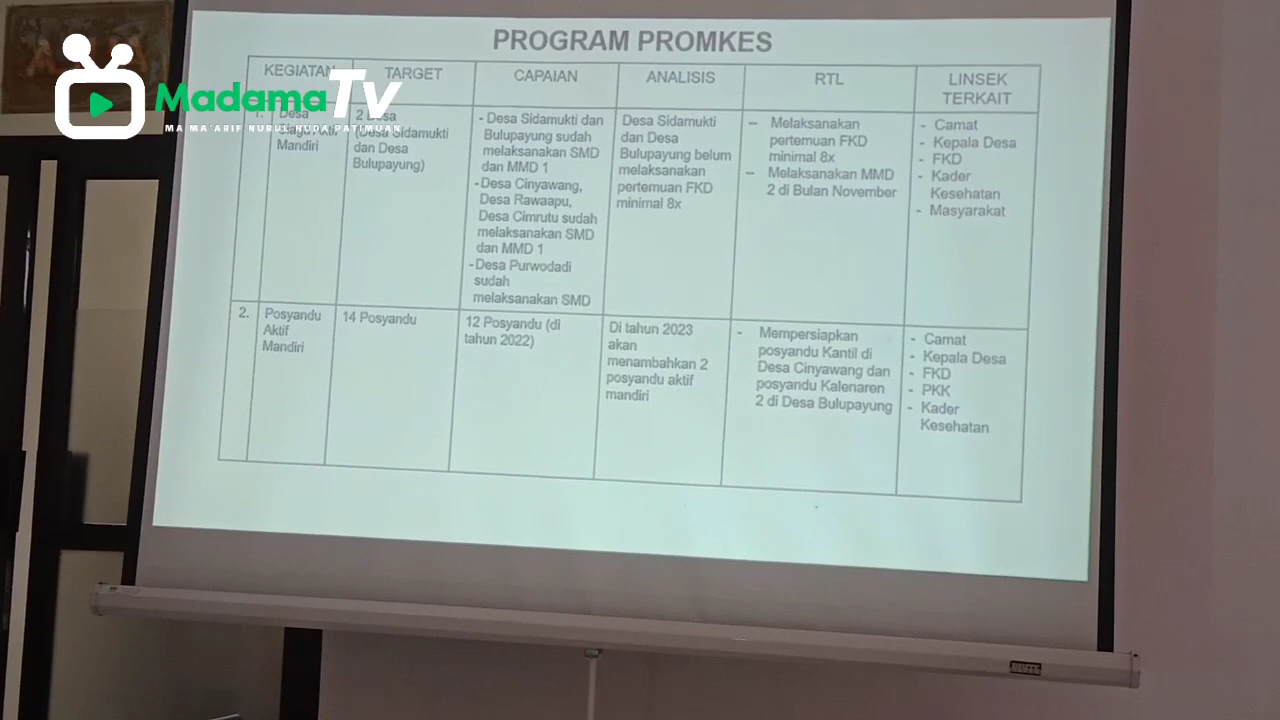 MadamaTV
MA MA'ARIF NURUL HUDA PATIMUAN
PROGRAM PROMKES
KEGIATAN
TARGET
CAPAIAN
ANALISIS
RTL
LINSEK
TERKAIT
1.
Desa
Siaga Aktif
Mandiri
2 Desa
(Desa Sidamukti
dan Desa
Bulupayung)
- Desa Sidamukti dan
Bulupayung sudah
melaksanakan SMD
dan MMD 1
- Desa Cinyawang,
Desa Rawaapu,
Desa Cimrutu sudah
melaksanakan SMD
dan MMD 1
- Desa Purwodadi
sudah
melaksanakan SMD
Desa Sidamukti
dan Desa
Bulupayung belum
melaksanakan
pertemuan FKD
minimal 8x
– Melaksanakan
pertemuan FKD
minimal 8x
– Melaksanakan MMD
2 di Bulan November
- Camat
- Kepala Desa
- FKD
- Kader
Kesehatan
- Masyarakat
2.
Posyandu
Aktif
Mandiri
14 Posyandu
12 Posyandu (di
tahun 2022)
Di tahun 2023
akan
menambahkan 2
posyandu aktif
mandiri
- Mempersiapkan
posyandu Kantil di
Desa Cinyawang dan
posyandu Kalenaren
2 di Desa Bulupayung
- Camat
- Kepala Desa
- FKD
- PKK
- Kader
Kesehatan